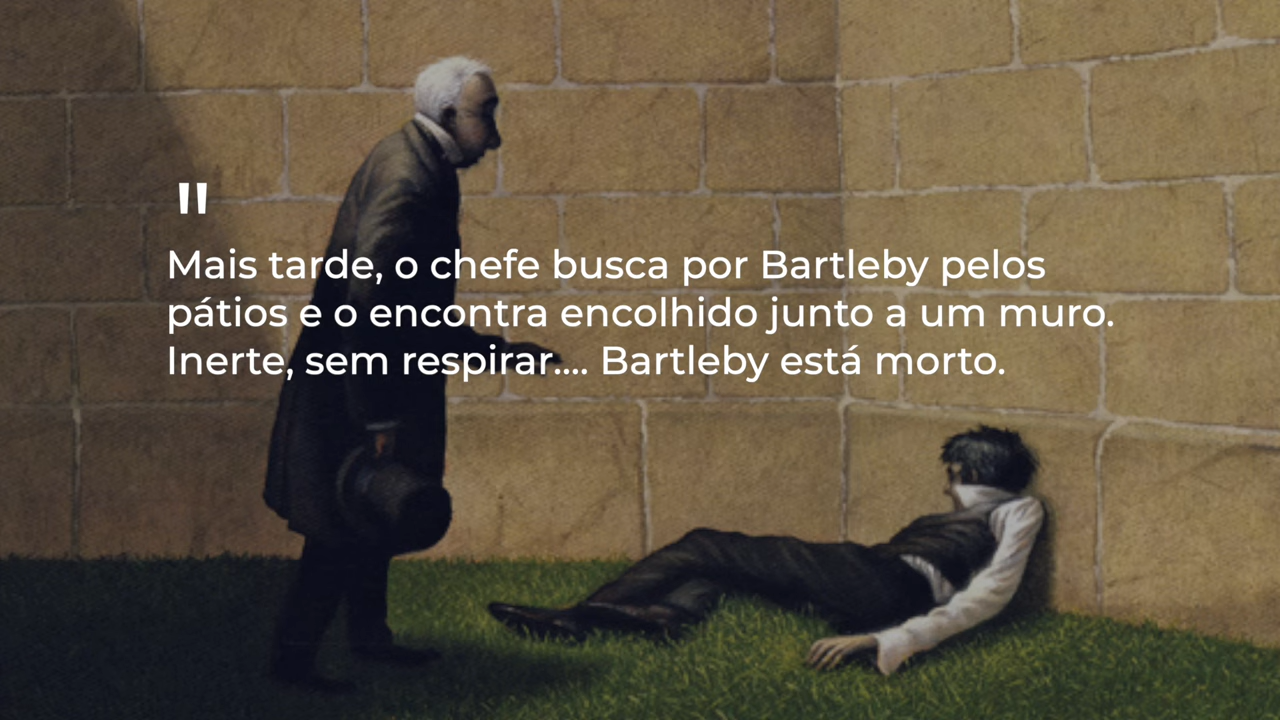 "
Mais tarde, o chefe busca por Bartleby pelos
pátios e o encontra encolhido junto a um muro.
Inerte, sem respirar.... Bartleby está morto.